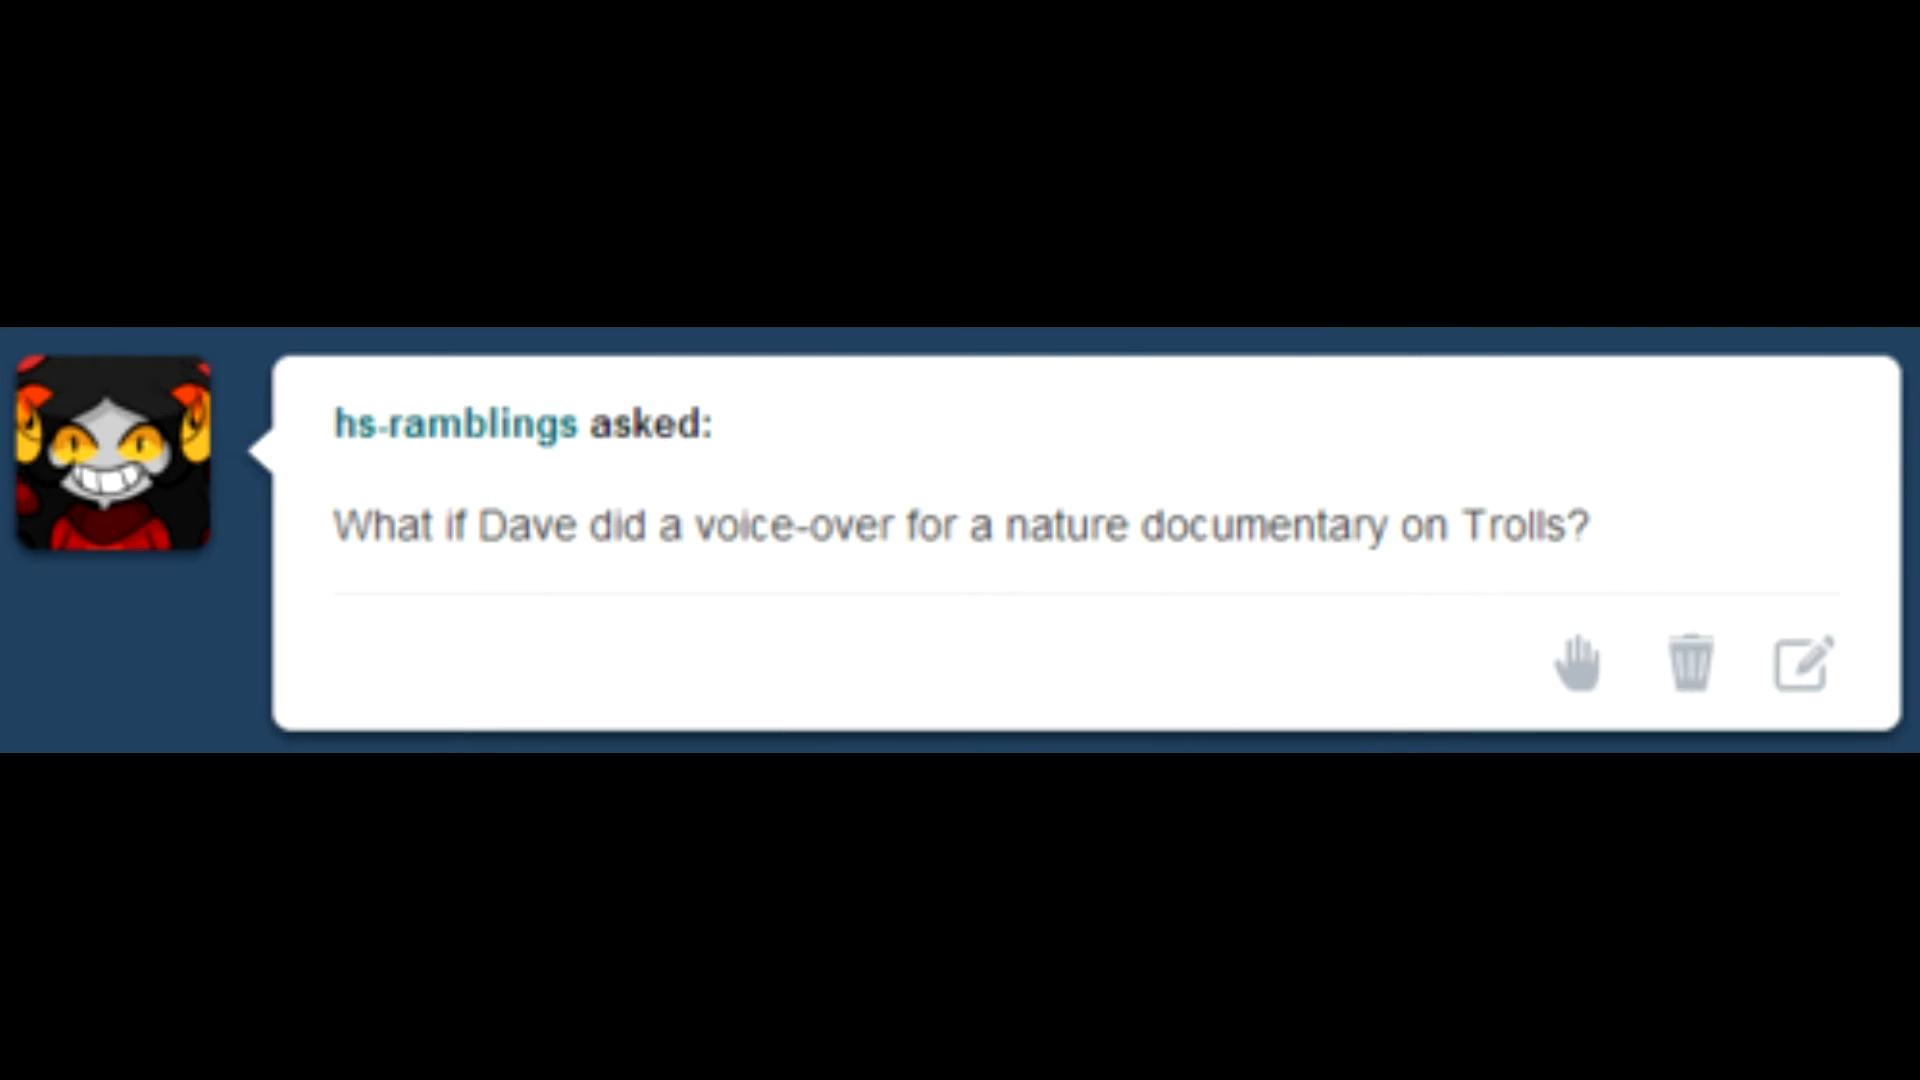 hs-ramblings asked:
What if Dave did a voice-over for a nature documentary on Trolls?